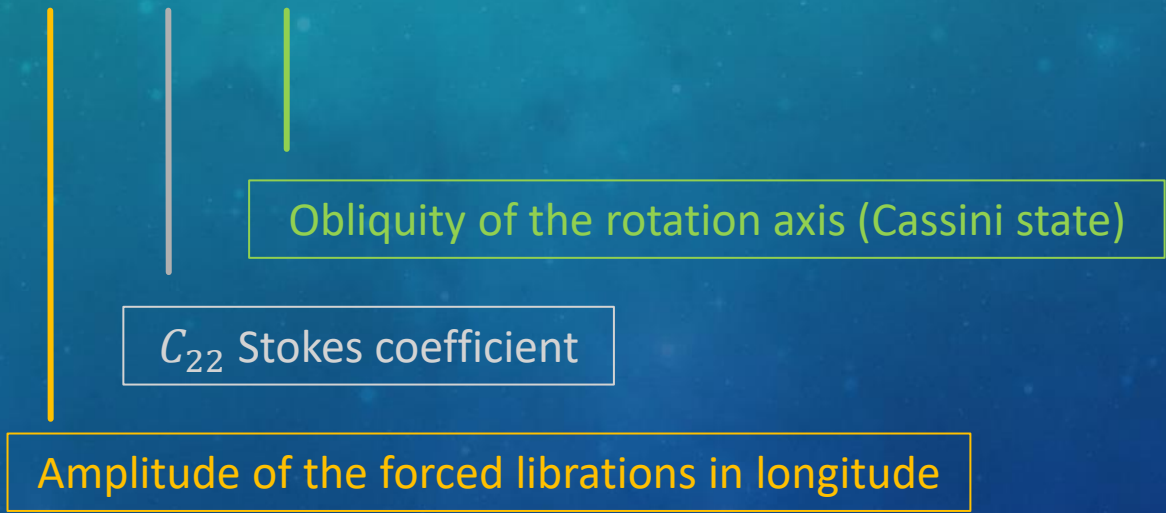 Obliquity of the rotation axis (Cassini state)
C₂₂ Stokes coefficient
Amplitude of the forced librations in longitude